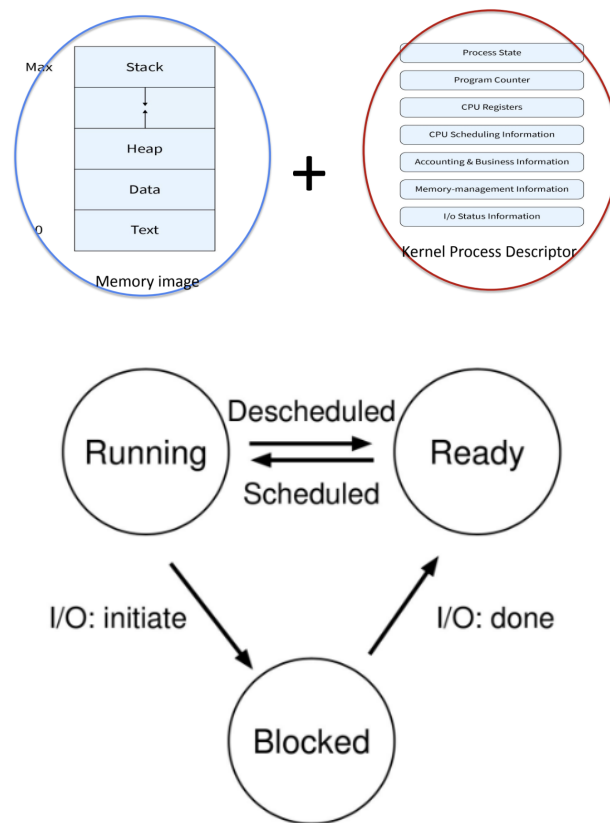 Max
Stack
Heap
Data
0
Text
Memory image
+
Process State
Program Counter
CPU Registers
CPU Scheduling Information
Accounting & Business Information
Memory-management Information
I/o Status Information
Kernel Process Descriptor
Running
Descheduled
Scheduled
Ready
I/O: initiate
I/O: done
Blocked